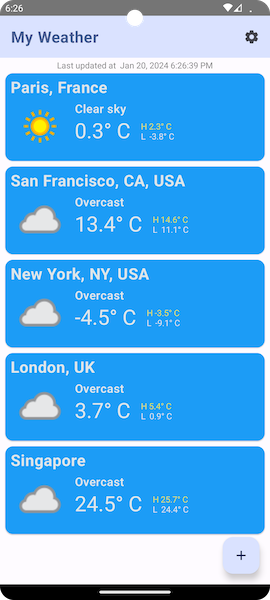 6:26
My Weather
Last updated at Jan 20, 2024 6:26:39 PM
Paris, France
Clear sky
0.3° C H 2.3° C
L -3.8° C
San Francisco, CA, USA
Overcast
13.4° C H 14.6° C
L 11.1° C
New York, NY, USA
Overcast
-4.5° C H -3.5° C
L -9.1° C
London, UK
Overcast
3.7° C H 5.4° C
L 0.9° C
Singapore
Overcast
24.5° C H 25.7° C
L 24.4° C
+